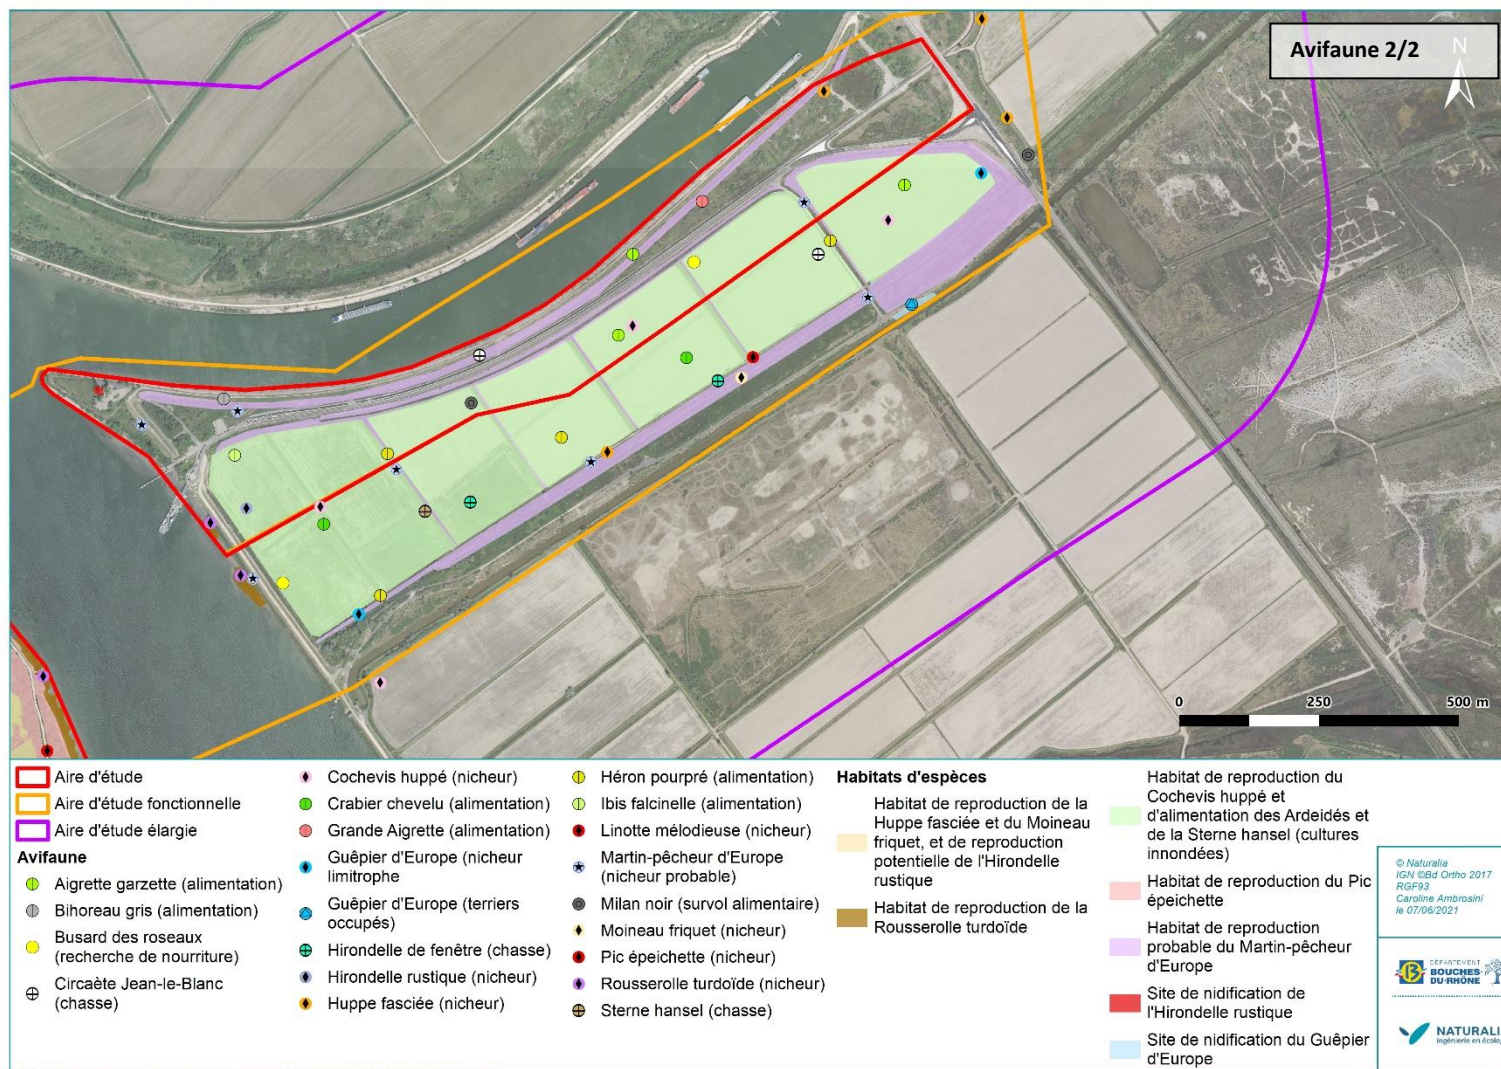 Avifaune 2/2
N
0 250 500 m
Aire d'étude
Aire d'étude fonctionnelle
Aire d'étude élargie
Avifaune
Aigrette garzette (alimentation)
Bihoreau gris (alimentation)
Busard des roseaux
(recherche de nourriture)
Circaète Jean-le-Blanc
(chasse)
Cochevis huppé (nicheur)
Crabier chevelu (alimentation)
Grande Aigrette (alimentation)
Guêpier d'Europe (nicheur
limitrophe
Guêpier d'Europe (terriers
occupés)
Hirondelle de fenêtre (chasse)
Hirondelle rustique (nicheur)
Huppe fasciée (nicheur)
Héron pourpré (alimentation)
Ibis falcinelle (alimentation)
Linotte mélodieuse (nicheur)
Martin-pêcheur d'Europe
(nicheur probable)
Milan noir (survol alimentaire)
Moineau friquet (nicheur)
Pic épeichette (nicheur)
Rousserolle turdoïde (nicheur)
Sterne hansel (chasse)
Habitats d'espèces
Habitat de reproduction de la
Huppe fasciée et du Moineau
friquet, et de reproduction
potentielle de l'Hirondelle
rustique
Habitat de reproduction de la
Rousserolle turdoïde
Habitat de reproduction du
Cochevis huppé et
d'alimentation des Ardeidés et
de la Sterne hansel (cultures
innondées)
Habitat de reproduction du Pic
épeichette
Habitat de reproduction
probable du Martin-pêcheur
d'Europe
Site de nidification de
l'Hirondelle rustique
Site de nidification du Guêpier
d'Europe
© Naturalia
IGN ©Bd Ortho 2017
RGF93
Caroline Ambrosini
le 07/06/2021
DÉPARTEMENT
BOUCHES
DU-RHÔNE
NATURALI
Ingénierie en écolog